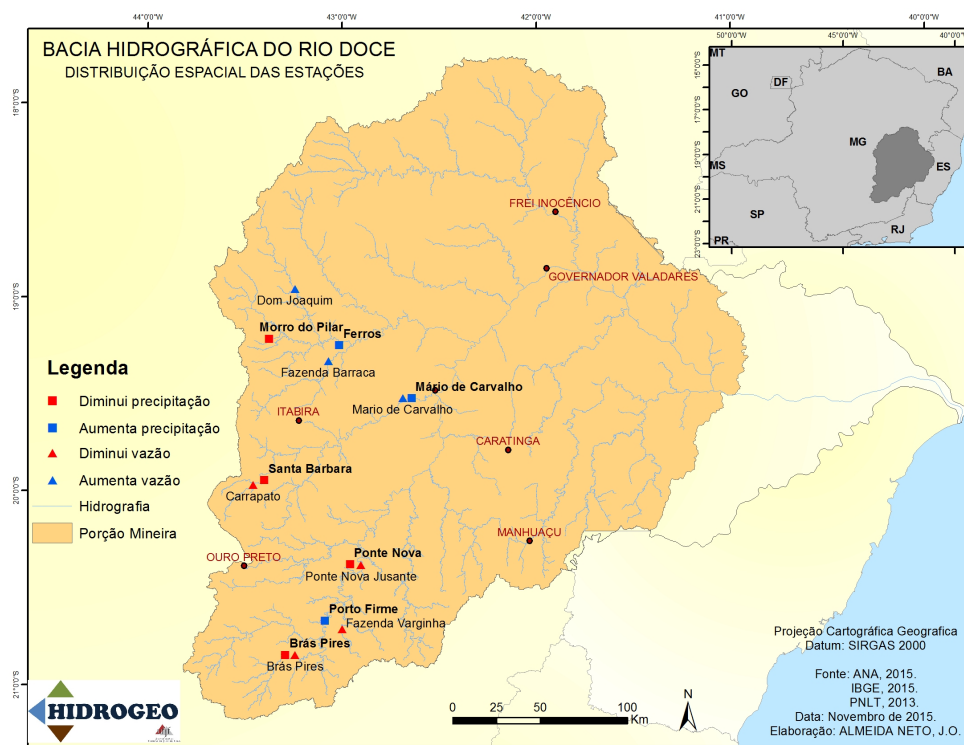 44°0'0"W
43°0'0"W
42°0'0"W
41°0'0"W
40°0'0"W
BACIA HIDROGRÁFICA DO RIO DOCE
DISTRIBUIÇÃO ESPACIAL DAS ESTAÇÕES
50°0'0"W
45°0'0"W
40°0'0"W
15°0'0"S
17°0'0"S
19°0'0"S
21°0'0"S
23°0'0"S
MT
DF
BA
GO
MG
MS
ES
SP
RJ
PR
18°0'0"S
19°0'0"S
20°0'0"S
21°0'0"S
FREI INOCÊNCIO
GOVERNADOR VALADARES
Dom Joaquim
Morro do Pilar
Ferros
Fazenda Barraca
Mário de Carvalho
Mario de Carvalho
ITABIRA
CARATINGA
Santa Barbara
Carrapato
MANHUAÇU
OURO PRETO
Ponte Nova
Ponte Nova Jusante
Porto Firme
Fazenda Varginha
Brás Pires
Brás Pires
Legenda
Diminui precipitação
Aumenta precipitação
Diminui vazão
Aumenta vazão
Hidrografia
Porção Mineira
HIDROGEO
0 25 50 100
Km
N
Projeção Cartográfica Geografica
Datum: SIRGAS 2000
Fonte: ANA, 2015.
IBGE, 2015.
PNLT, 2013.
Data: Novembro de 2015.
Elaboração: ALMEIDA NETO, J.O.